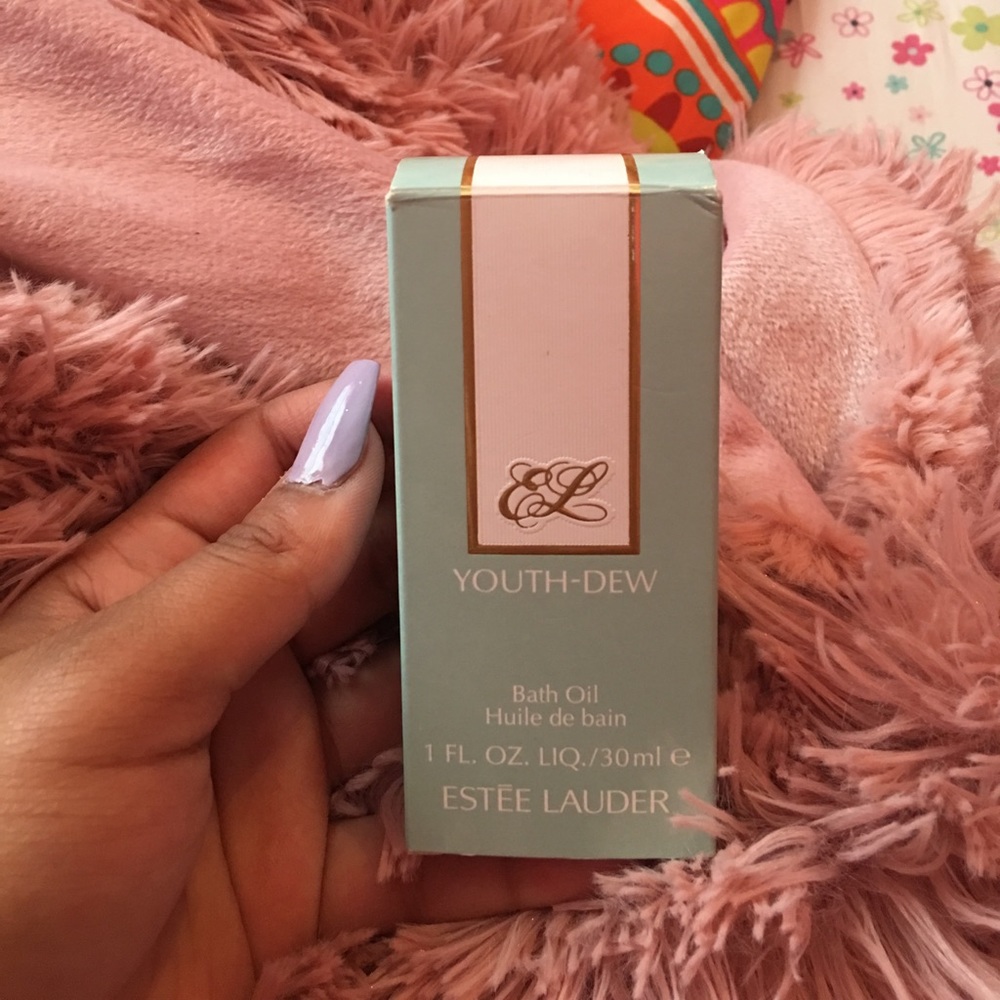 EL
YOUTH-DEW
Bath Oil
Huile de bain
1 FL. OZ. LIQ./30ml e
ESTĒE LAUDER